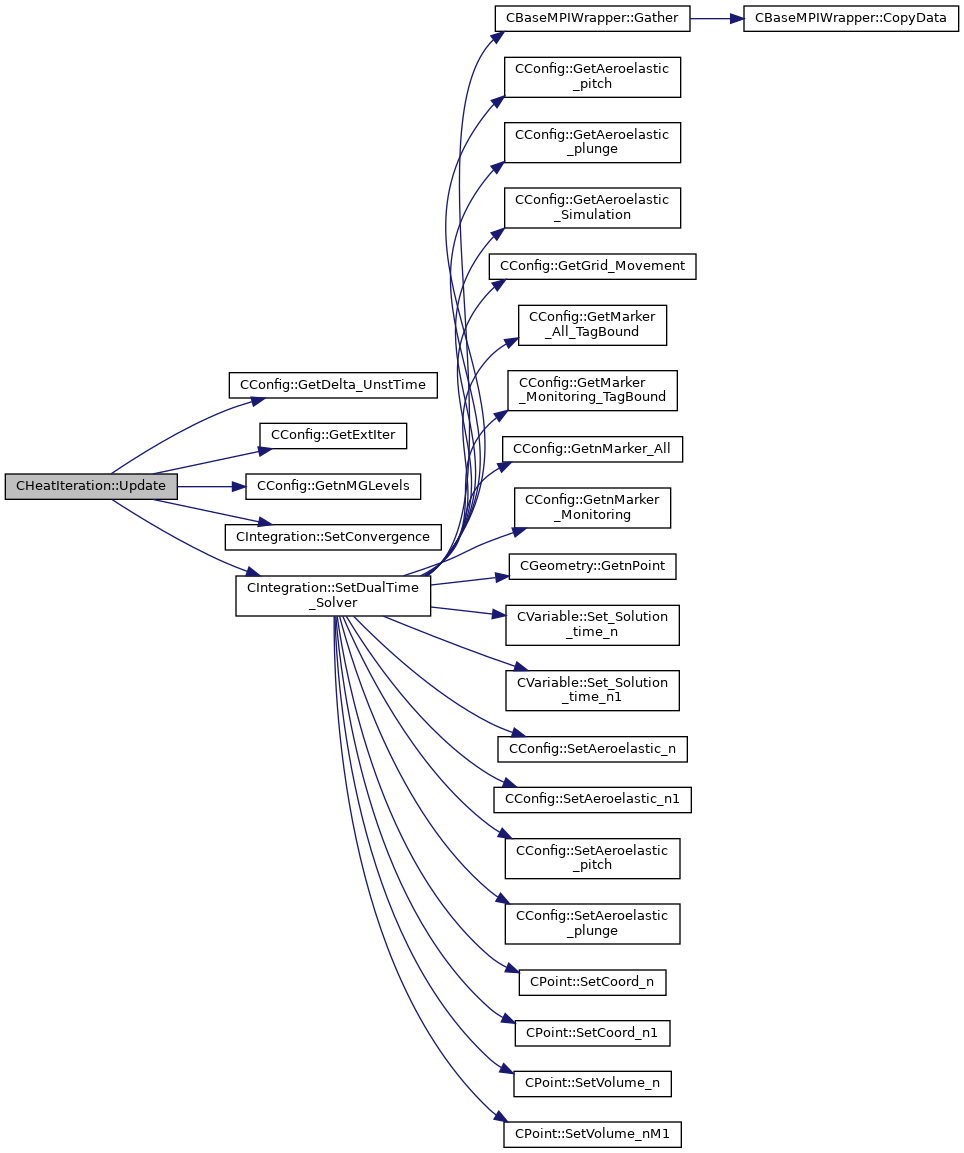 CBaseMPIWrapper::Gather
CBaseMPIWrapper::CopyData
CConfig::GetAeroelastic
_pitch
CConfig::GetAeroelastic
_plunge
CConfig::GetAeroelastic
_Simulation
CConfig::GetGrid_Movement
CConfig::GetMarker
_All_TagBound
CConfig::GetMarker
_Monitoring_TagBound
CConfig::GetnMarker_All
CConfig::GetnMarker
_Monitoring
CGeometry::GetnPoint
CVariable::Set_Solution
_time_n
CVariable::Set_Solution
_time_n1
CConfig::SetAeroelastic_n
CConfig::SetAeroelastic_n1
CConfig::SetAeroelastic
_pitch
CConfig::SetAeroelastic
_plunge
CPoint::SetCoord_n
CPoint::SetCoord_n1
CPoint::SetVolume_n
CPoint::SetVolume_nM1
CConfig::GetDelta_UnstTime
CConfig::GetExtIter
CHeatIteration::Update
CConfig::GetnMGLevels
CIntegration::SetConvergence
CIntegration::SetDualTime
_Solver